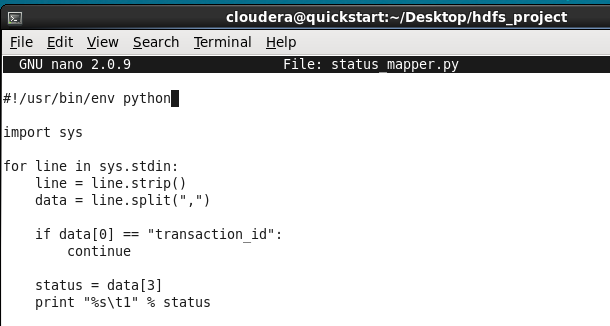 cloudera@quickstart:~/Desktop/hdfs_project
File Edit View Search Terminal Help
GNU nano 2.0.9 File: status_mapper.py
#!/usr/bin/env python
import sys
for line in sys.stdin:
    line = line.strip()
    data = line.split(",")
    if data[0] == "transaction_id":
        continue
    status = data[3]
    print "%s\t1" % status